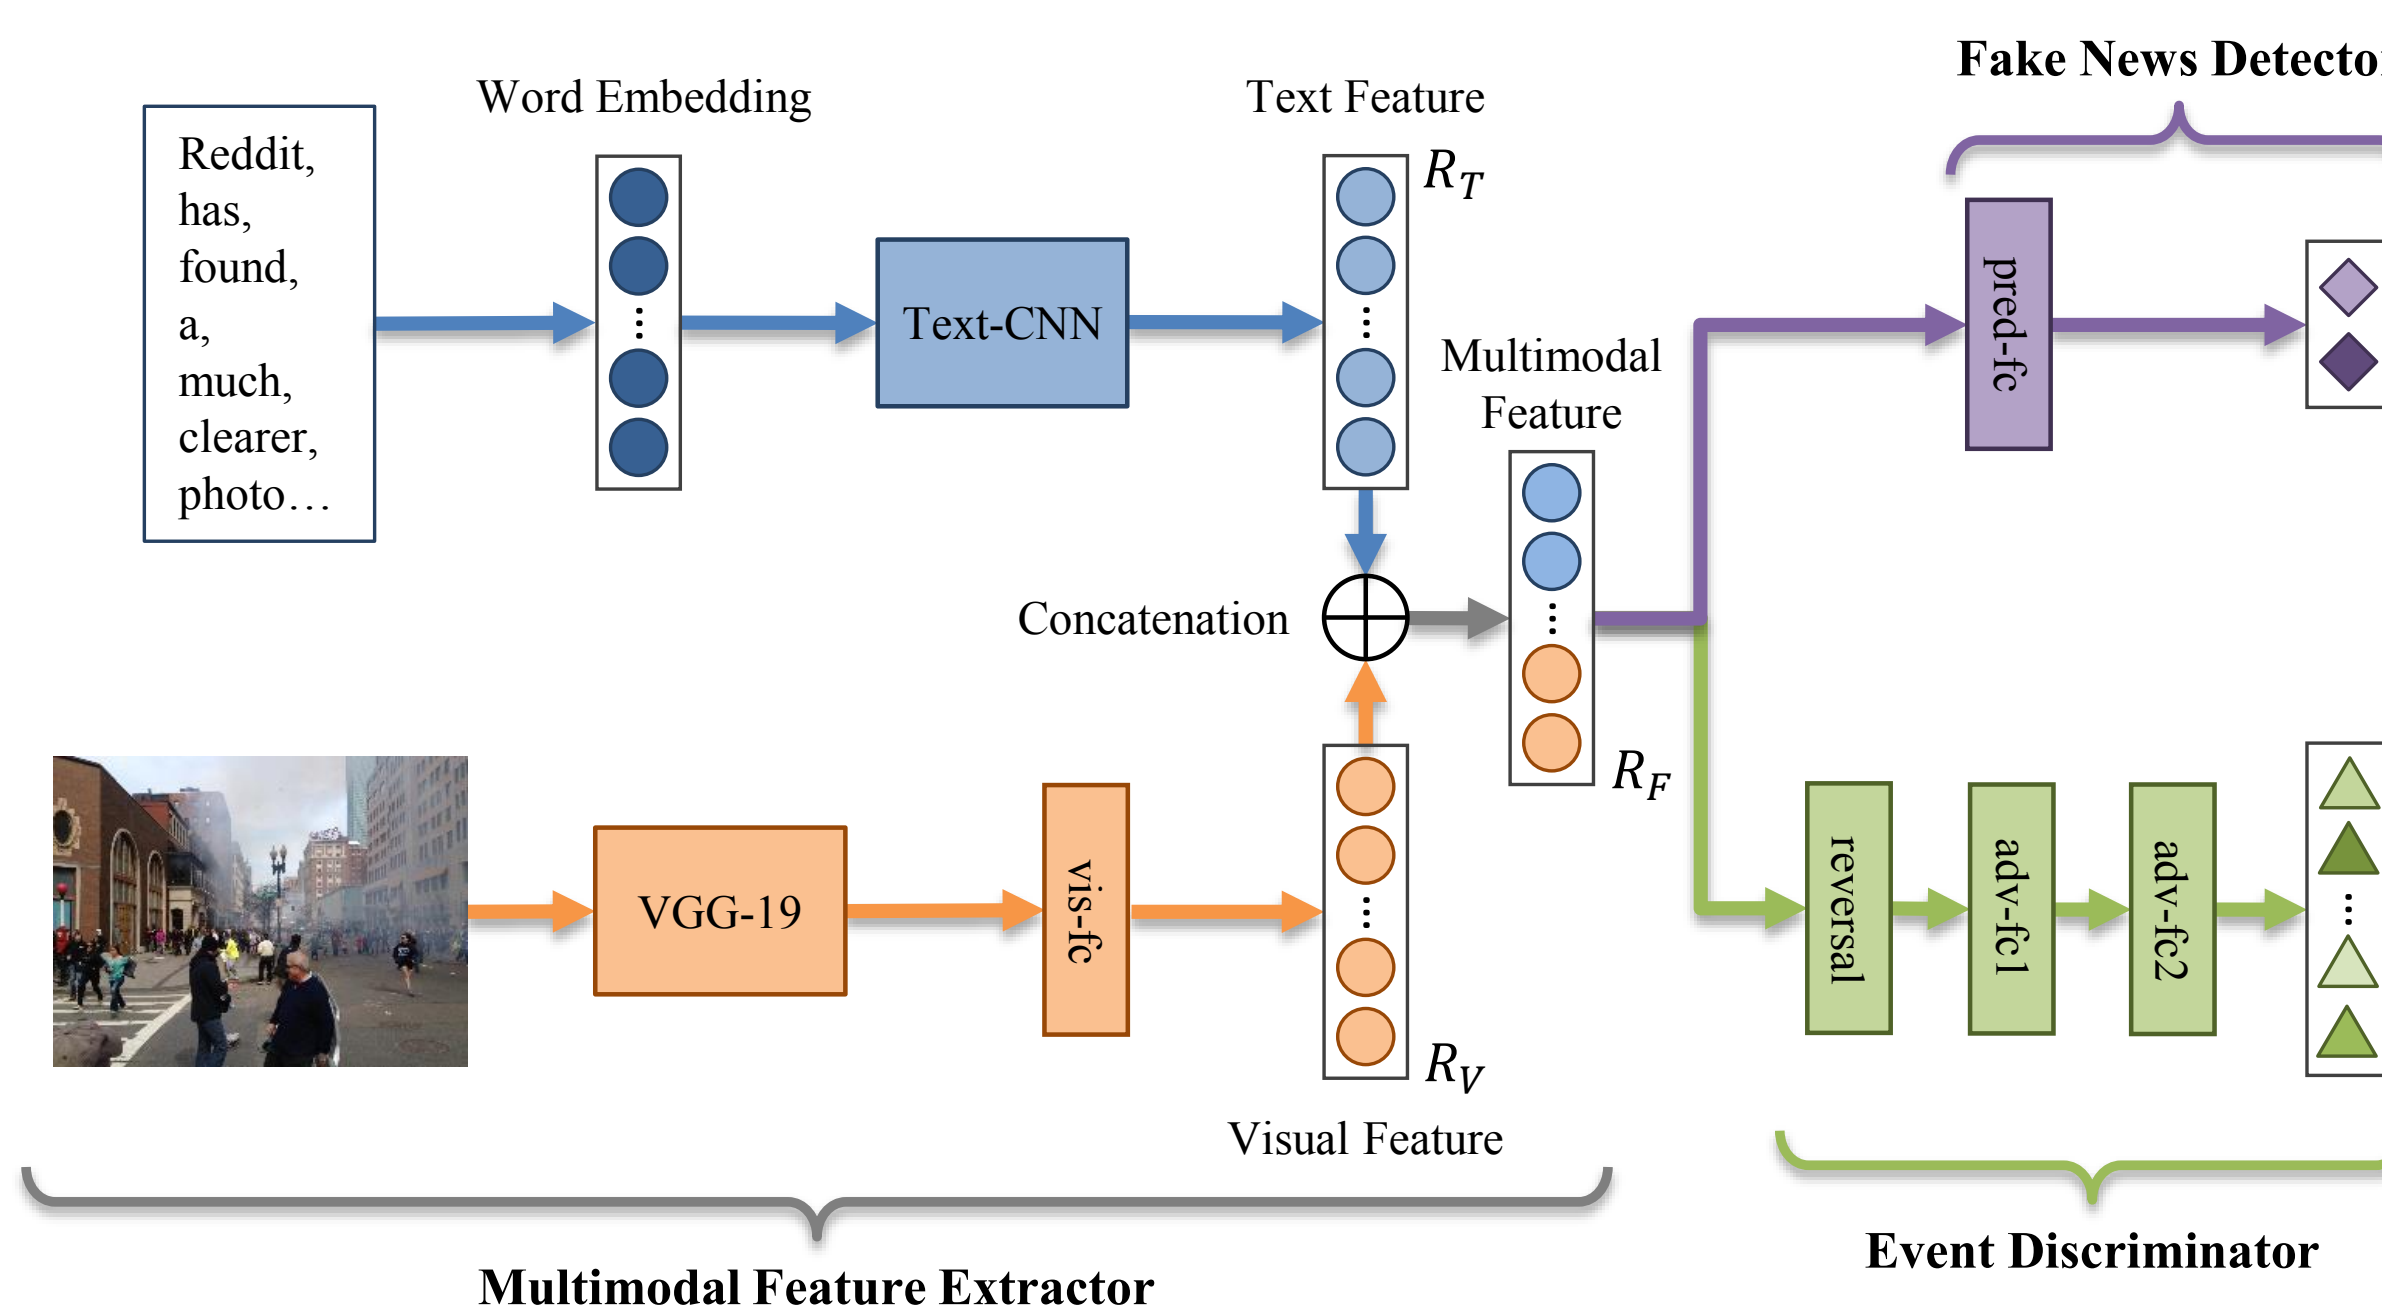 Fake News Detector
Word Embedding
Text Feature
Reddit,
has,
found,
a,
much,
clearer,
photo…
R_T
Text-CNN
pred-fc
Multimodal
Feature
Concatenation
R_F
VGG-19
vis-fc
reversal
adv-fc1
adv-fc2
R_V
Visual Feature
Event Discriminator
Multimodal Feature Extractor